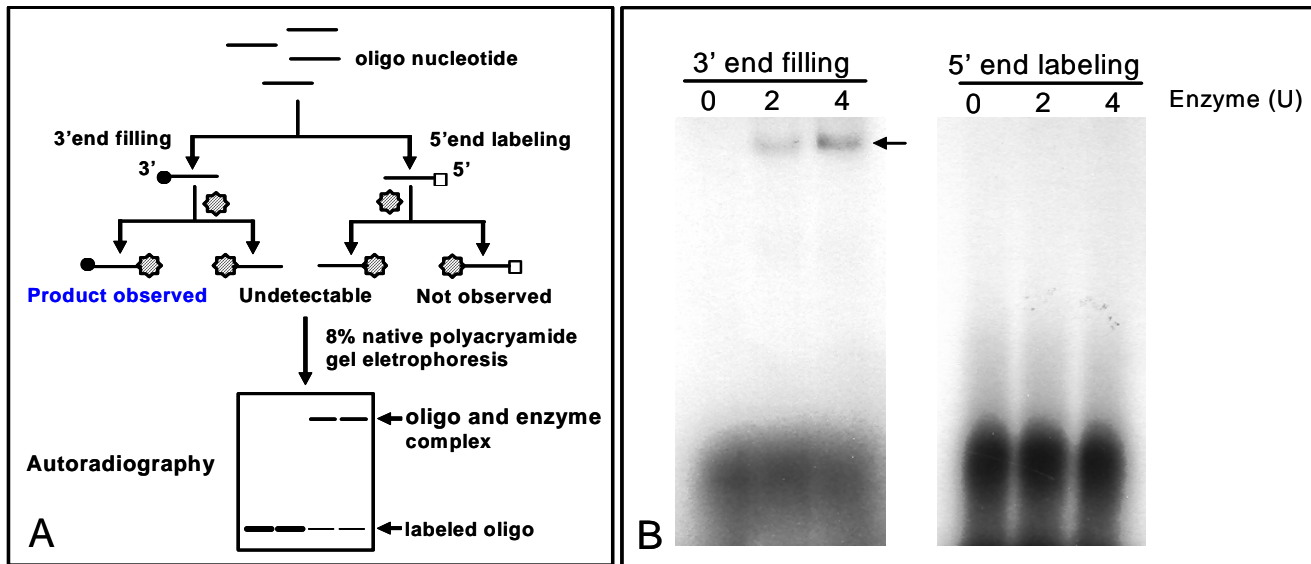 oligo nucleotide
3'end filling
5'end labeling
3'
5'
Product observed
Undetectable
Not observed
8% native polyacryamide
gel eletrophoresis
oligo and enzyme
complex
Autoradiography
labeled oligo
A
3' end filling
5' end labeling
0 2 4
0 2 4
Enzyme (U)
B